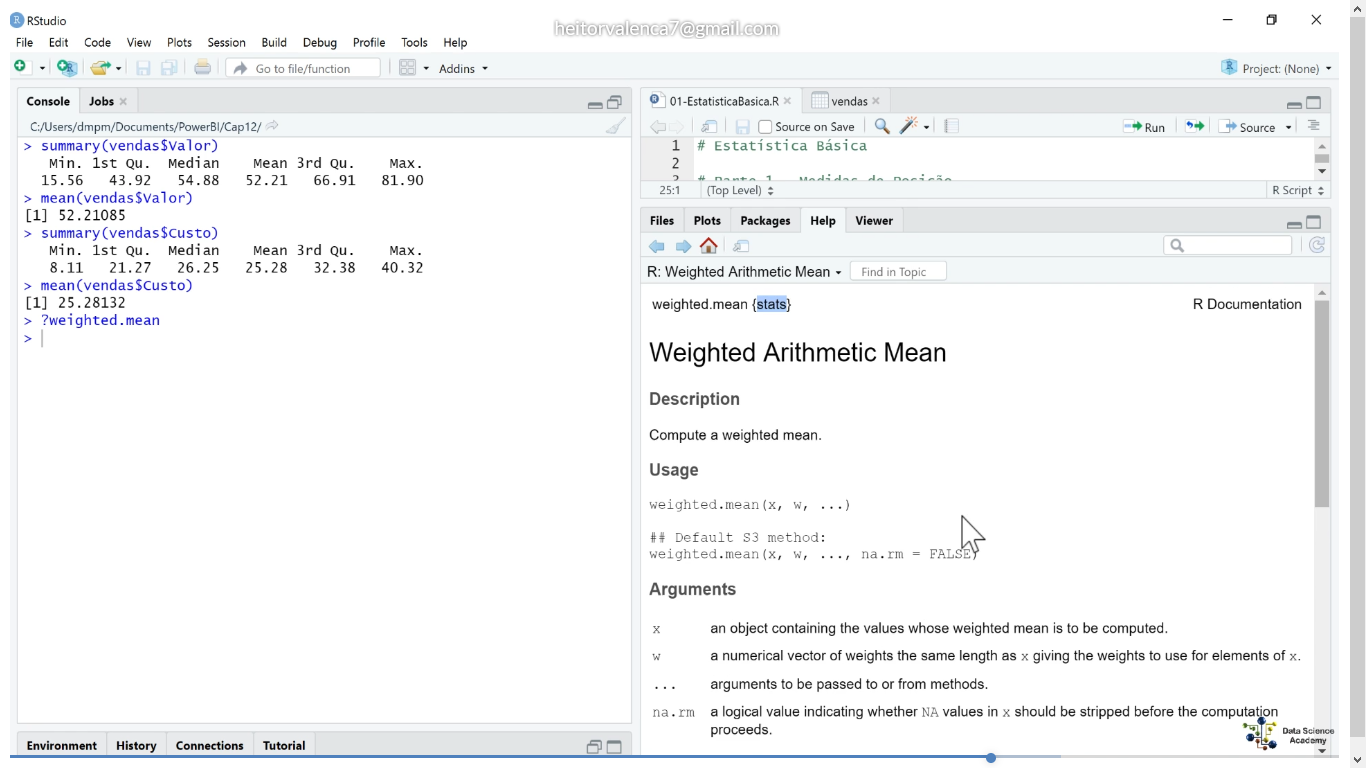 RStudio
heitorvalenca7@gmail.com
File Edit Code View Plots Session Build Debug Profile Tools Help
Go to file/function Addins Project: (None)
Console Jobs
C:/Users/dmpm/Documents/PowerBI/Cap12/
> summary(vendas$Valor)
Min. 1st Qu. Median Mean 3rd Qu. Max.
15.56 43.92 54.88 52.21 66.91 81.90
> mean(vendas$Valor)
[1] 52.21085
> summary(vendas$Custo)
Min. 1st Qu. Median Mean 3rd Qu. Max.
8.11 21.27 26.25 25.28 32.38 40.32
> mean(vendas$Custo)
[1] 25.28132
> ?weighted.mean
>
Environment History Connections Tutorial
01-EstatisticaBasica.R vendas
Source on Save Run Source
1 # Estatística Básica
2
3 # Parte 1 - Medidas de Posição
25:1 (Top Level) R Script
Files Plots Packages Help Viewer
R: Weighted Arithmetic Mean Find in Topic
weighted.mean {stats} R Documentation
Weighted Arithmetic Mean
Description
Compute a weighted mean.
Usage
weighted.mean(x, w, ...)
## Default S3 method:
weighted.mean(x, w, ..., na.rm = FALSE)
Arguments
x an object containing the values whose weighted mean is to be computed.
w a numerical vector of weights the same length as x giving the weights to use for elements of x.
... arguments to be passed to or from methods.
na.rm a logical value indicating whether NA values in x should be stripped before the computation
proceeds.
Data Science
Academy